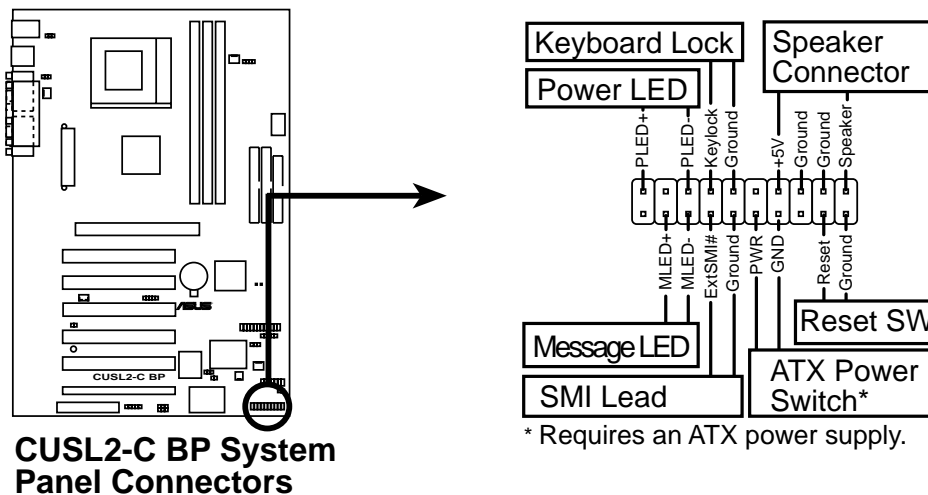 Keyboard Lock
Speaker
Connector
Power LED
PLED+
PLED-
Keylock
Ground
+5V
Ground
Ground
Speaker
MLED+
MLED-
ExtSMI#
Ground
PWR
GND
Reset
Ground
Reset SW
Message LED
ATX Power
Switch*
SMI Lead
* Requires an ATX power supply.
/ISUS
CUSL2-C BP
CUSL2-C BP System
Panel Connectors